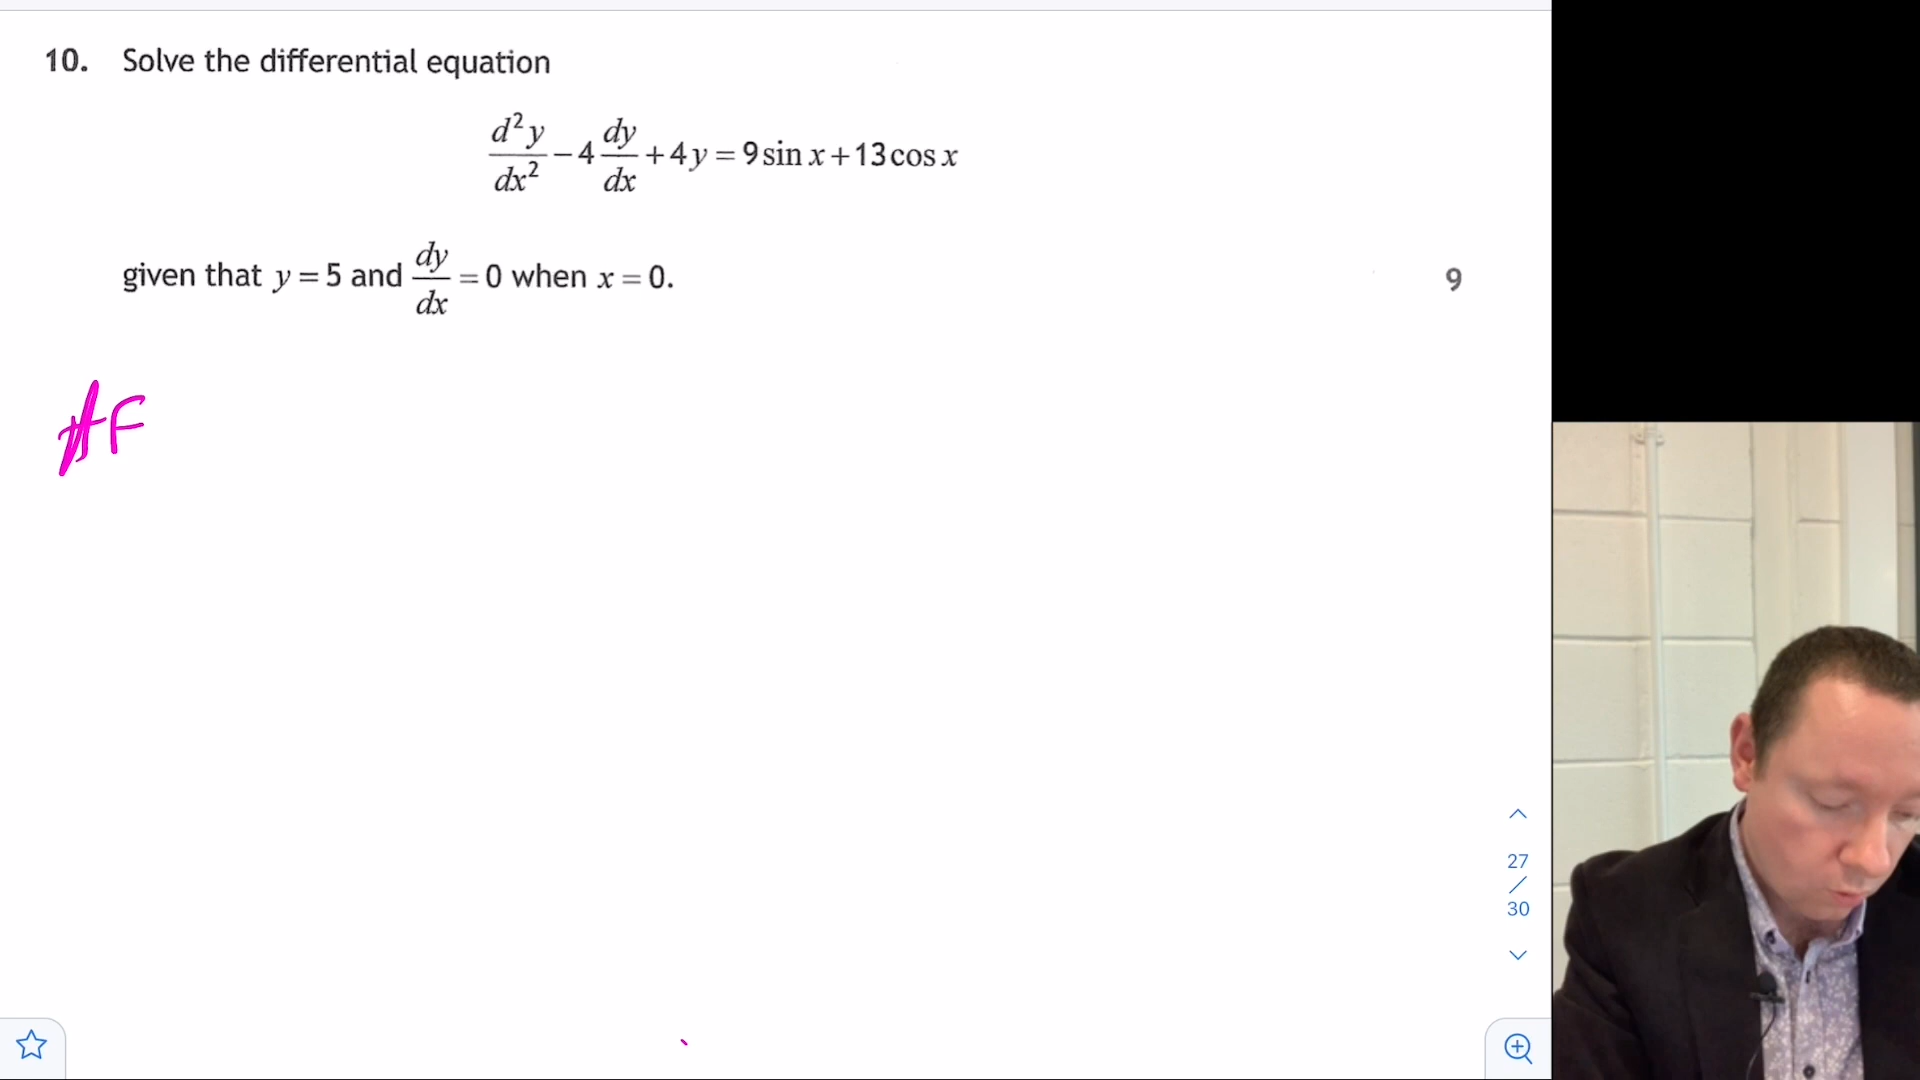 10. Solve the differential equation
d²y/dx² − 4 dy/dx + 4y = 9 sin x + 13 cos x
given that y = 5 and dy/dx = 0 when x = 0. 9
AF
27
/
30